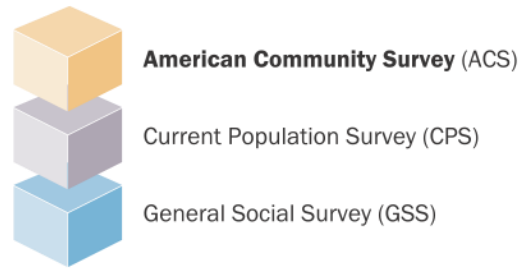 American Community Survey (ACS)
Current Population Survey (CPS)
General Social Survey (GSS)